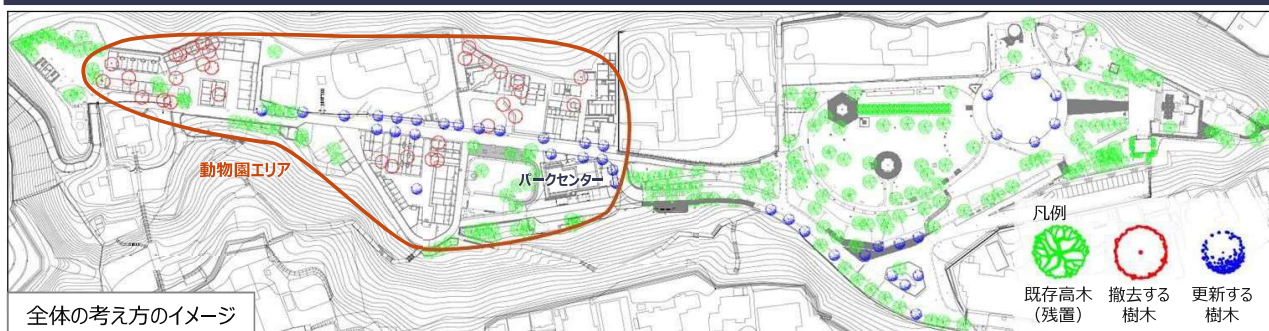 動物園エリア
パークセンター
全体の考え方のイメージ
凡例
既存高木
（残置）
撤去する
樹木
更新する
樹木